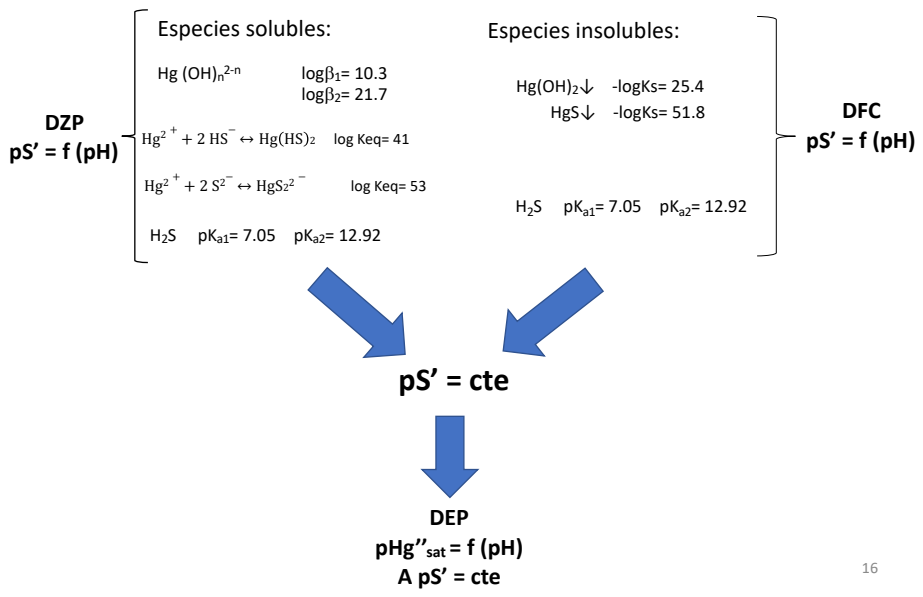 Especies solubles:
Hg (OH)ₙ²⁻ⁿ logβ₁= 10.3
logβ₂= 21.7
Hg²⁺ + 2 HS⁻ ↔ Hg(HS)₂ log Keq= 41
Hg²⁺ + 2 S²⁻ ↔ HgS₂²⁻ log Keq= 53
H₂S pKₐ₁= 7.05 pKₐ₂= 12.92
DZP
pS' = f (pH)
Especies insolubles:
Hg(OH)₂↓ -logKs= 25.4
HgS↓ -logKs= 51.8
H₂S pKₐ₁= 7.05 pKₐ₂= 12.92
DFC
pS' = f (pH)
pS' = cte
DEP
pHg''sat = f (pH)
A pS' = cte
16